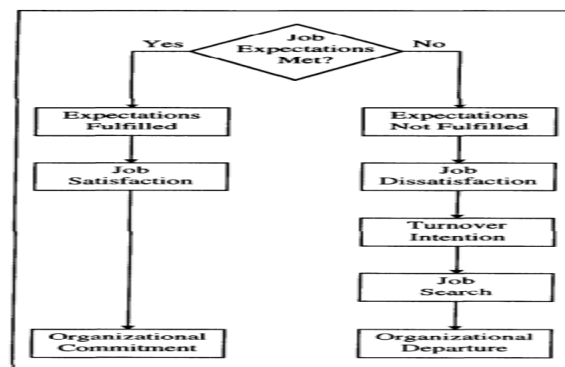 Job
Expectations
Met?
Yes
No
Expectations
Fulfilled
Expectations
Not Fulfilled
Job
Satisfaction
Job
Dissatisfaction
Turnover
Intention
Job
Search
Organizational
Commitment
Organizational
Departure